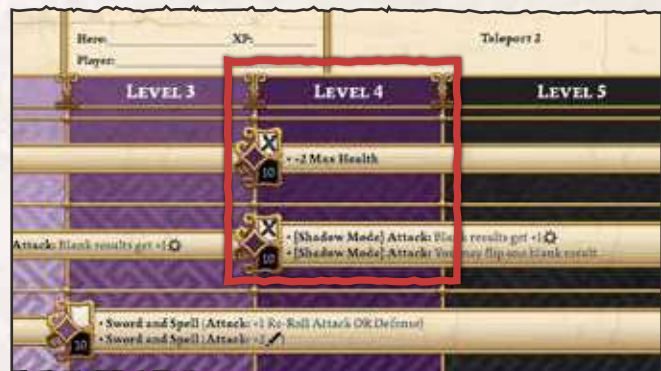 Hero: XP:
Player:
Teleport 2
LEVEL 3 LEVEL 4 LEVEL 5
X
10
• +2 Max Health
Attack: Blank results get +1
X
10
• [Shadow Mode] Attack: Blank results get +1
• [Shadow Mode] Attack: You may flip one blank result
10
• Sword and Spell (Attack: +1 Re-Roll Attack OR Defense)
• Sword and Spell (Attack: +2